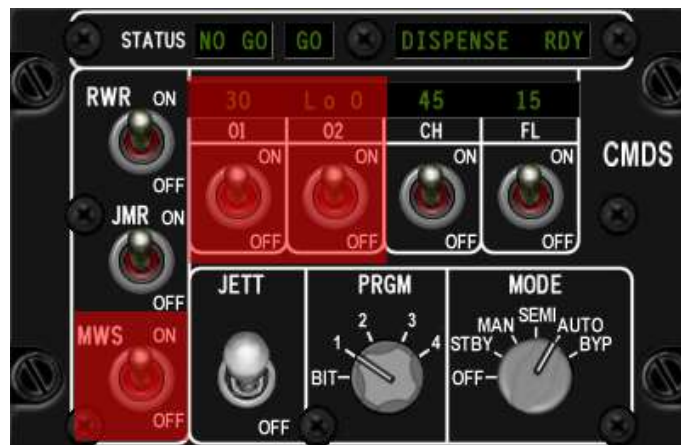 STATUS NO GO GO DISPENSE RDY
RWR ON
OFF
30 Lo 0 45 15
O1 O2 CH FL
ON ON ON ON
OFF OFF OFF OFF
CMDS
JMR ON
OFF
MWS ON
OFF
JETT
OFF
PRGM
BIT 1 2 3 4
MODE
OFF STBY MAN SEMI AUTO BYP